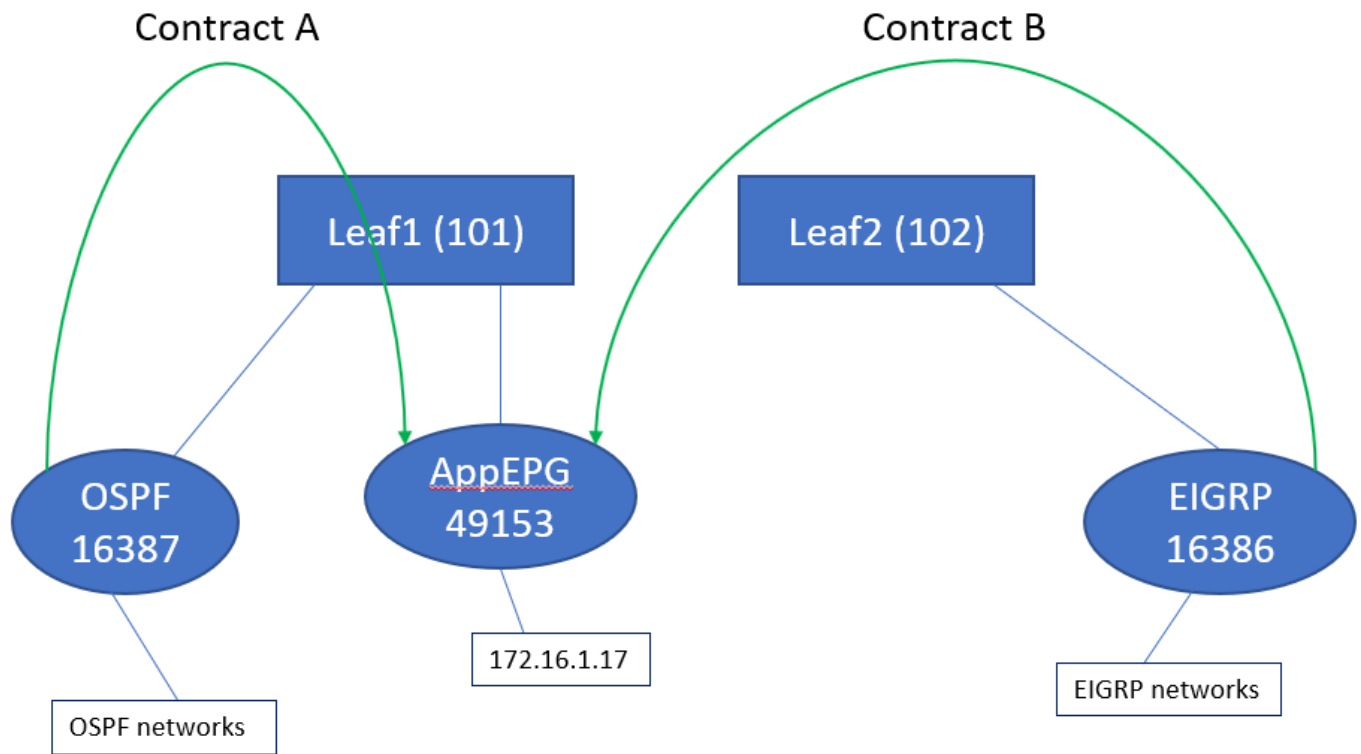 Contract A
Contract B
Leaf1 (101)
Leaf2 (102)
OSPF
16387
AppEPG
49153
EIGRP
16386
172.16.1.17
EIGRP networks
OSPF networks